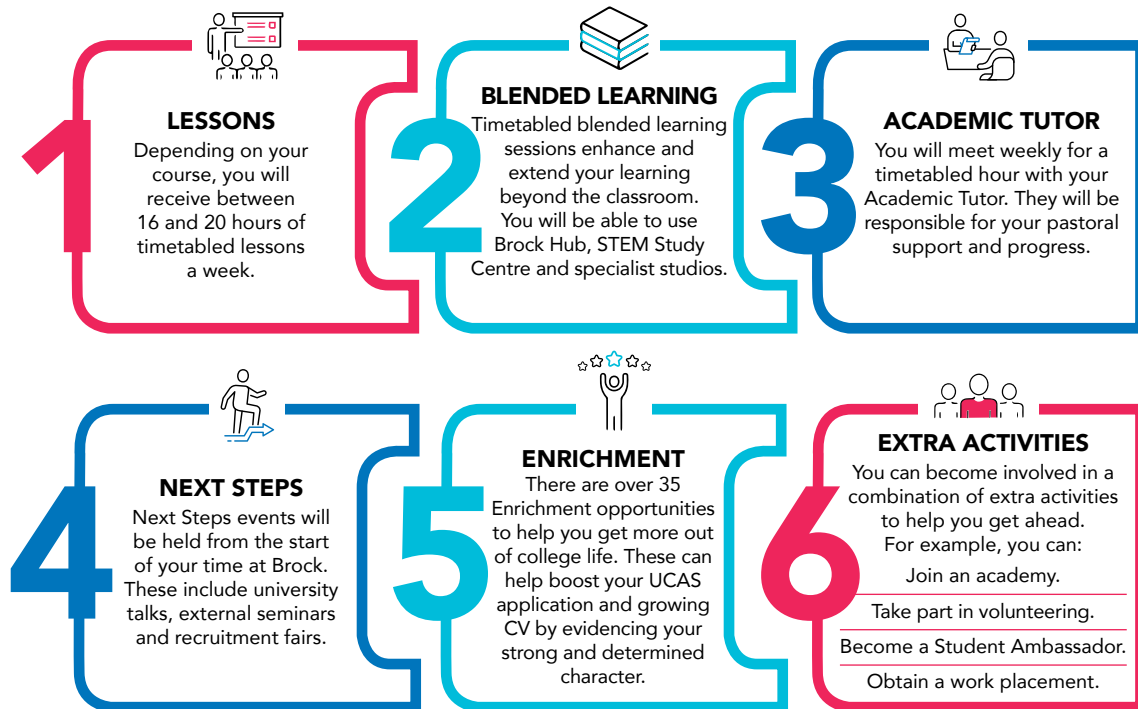 1
LESSONS
Depending on your
course, you will
receive between
16 and 20 hours of
timetabled lessons
a week.
2
BLENDED LEARNING
Timetabled blended learning
sessions enhance and
extend your learning
beyond the classroom.
You will be able to use
Brock Hub, STEM Study
Centre and specialist studios.
3
ACADEMIC TUTOR
You will meet weekly for a
timetabled hour with your
Academic Tutor. They will be
responsible for your pastoral
support and progress.
4
NEXT STEPS
Next Steps events will
be held from the start
of your time at Brock.
These include university
talks, external seminars
and recruitment fairs.
5
ENRICHMENT
There are over 35
Enrichment opportunities
to help you get more out
of college life. These can
help boost your UCAS
application and growing
CV by evidencing your
strong and determined
character.
6
EXTRA ACTIVITIES
You can become involved in a
combination of extra activities
to help you get ahead.
For example, you can:
Join an academy.
Take part in volunteering.
Become a Student Ambassador.
Obtain a work placement.